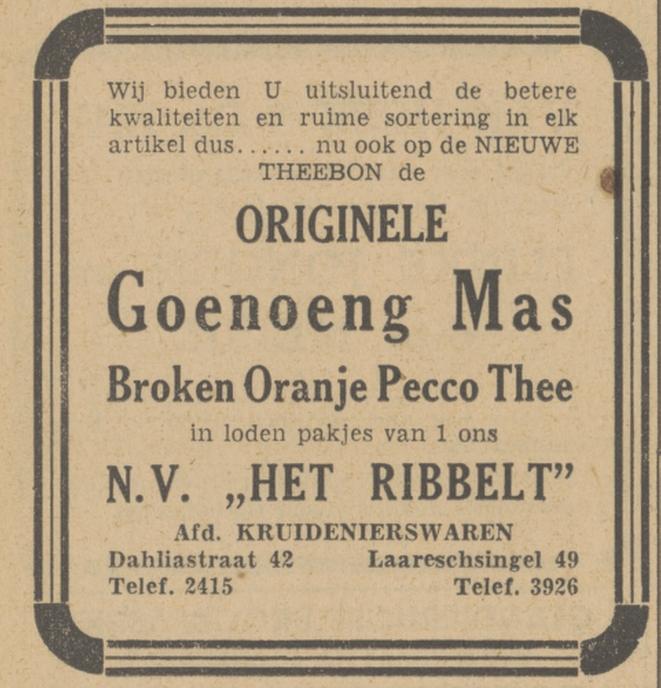 Wij bieden U uitsluitend de betere
kwaliteiten en ruime sortering in elk
artikel dus...... nu ook op de NIEUWE
THEEBON de
ORIGINELE
Goenoeng Mas
Broken Oranje Pecco Thee
in loden pakjes van 1 ons
N.V. „HET RIBBELT”
Afd. KRUIDENIERSWAREN
Dahliastraat 42 Laareschsingel 49
Telef. 2415 Telef. 3926